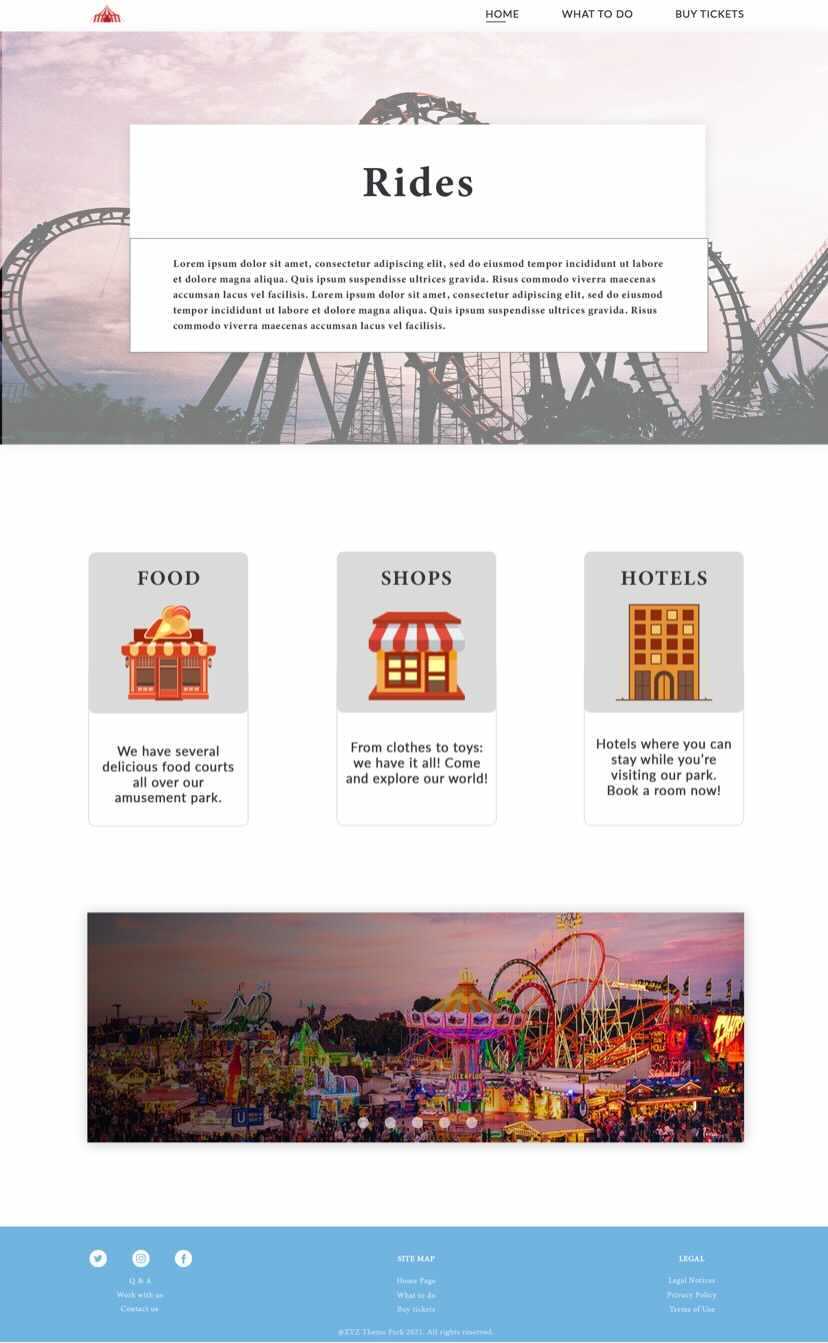 HOME WHAT TO DO BUY TICKETS
Rides
Lorem ipsum dolor sit amet, consectetur adipiscing elit, sed do eiusmod tempor incididunt ut labore
et dolore magna aliqua. Quis ipsum suspendisse ultrices gravida. Risus commodo viverra maecenas
accumsan lacus vel facilisis. Lorem ipsum dolor sit amet, consectetur adipiscing elit, sed do eiusmod
tempor incididunt ut labore et dolore magna aliqua. Quis ipsum suspendisse ultrices gravida. Risus
commodo viverra maecenas accumsan lacus vel facilisis.
FOOD
We have several
delicious food courts
all over our
amusement park.
SHOPS
From clothes to toys:
we have it all! Come
and explore our world!
HOTELS
Hotels where you can
stay while you're
visiting our park.
Book a room now!
U
Q & A
Work with us
Contact us
SITE MAP
Home Page
What to do
Buy tickets
LEGAL
Legal Notices
Privacy Policy
Terms of Use
@ZYZ Theme Park 2021. All rights reserved.